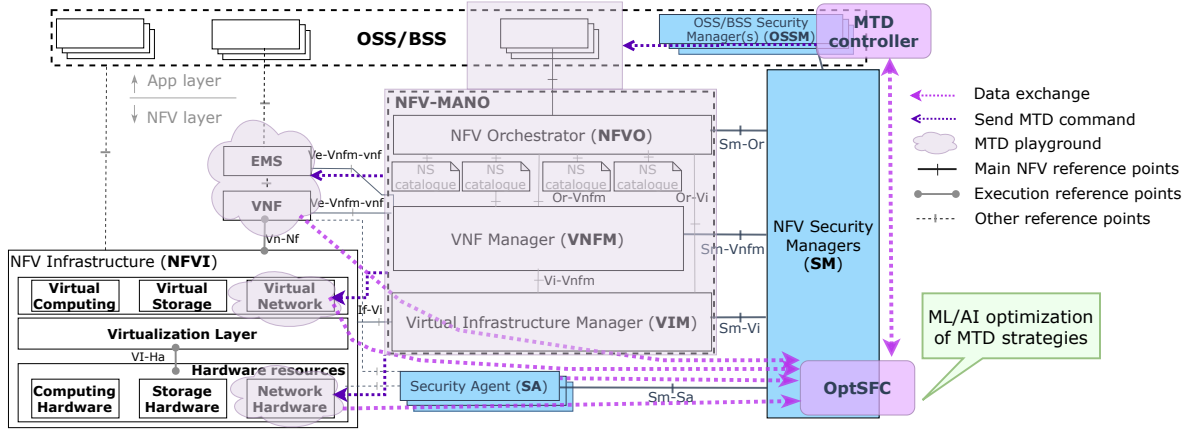 OSS/BSS
OSS/BSS Security
Manager(s) (OSSM)
MTD
controller
App layer
NFV layer
NFV-MANO
NFV Orchestrator (NFVO)
Sm-Or
NS
catalogue
NS
catalogue
NS
catalogue
NS
catalogue
Ve-Vnfm-vnf
EMS
Ve-Vnfm-vnf
VNF
Or-Vnfm
Or-Vi
Vn-Nf
VNF Manager (VNFM)
Sm-Vnfm
NFV Security
Managers
(SM)
NFV Infrastructure (NFVI)
Virtual
Computing
Virtual
Storage
Virtual
Network
Vi-Vnfm
If-Vi
Virtual Infrastructure Manager (VIM)
Sm-Vi
Virtualization Layer
VI-Ha
Hardware resources
Computing
Hardware
Storage
Hardware
Network
Hardware
Security Agent (SA)
Sm-Sa
OptSFC
Data exchange
Send MTD command
MTD playground
Main NFV reference points
Execution reference points
Other reference points
ML/AI optimization
of MTD strategies